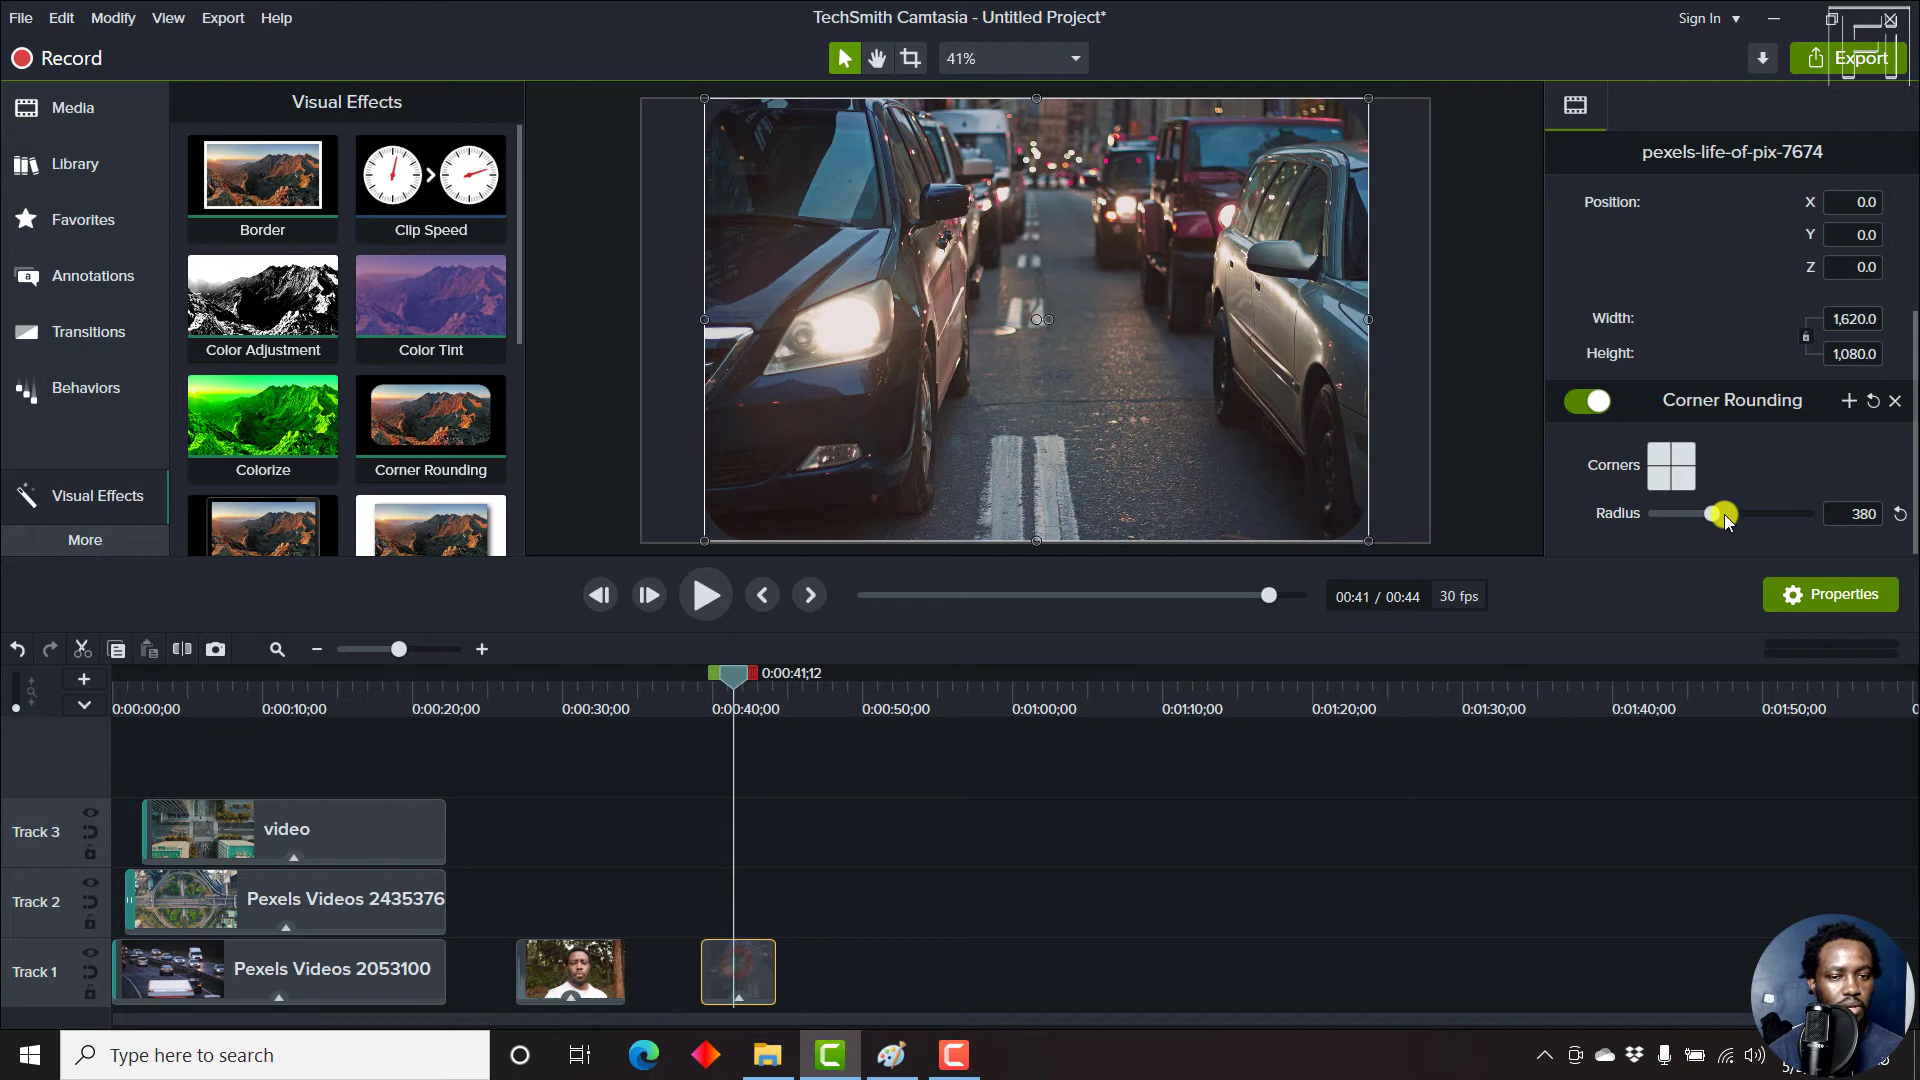 File Edit Modify View Export Help
TechSmith Camtasia - Untitled Project*
Sign In
Record
41%
Export
Media
Library
Favorites
Annotations
Transitions
Behaviors
Visual Effects
More
Visual Effects
Border
Clip Speed
Color Adjustment
Color Tint
Colorize
Corner Rounding
pexels-life-of-pix-7674
Position: X 0.0
Y 0.0
Z 0.0
Width: 1,620.0
Height: 1,080.0
Corner Rounding
Corners
Radius 380
00:41 / 00:44 30 fps
Properties
0:00:41;12
0:00:00;00 0:00:10;00 0:00:20;00 0:00:30;00 0:00:40;00 0:00:50;00 0:01:00;00 0:01:10;00 0:01:20;00 0:01:30;00 0:01:40;00 0:01:50;00
Track 3 video
Track 2 Pexels Videos 2435376
Track 1 Pexels Videos 2053100
Type here to search